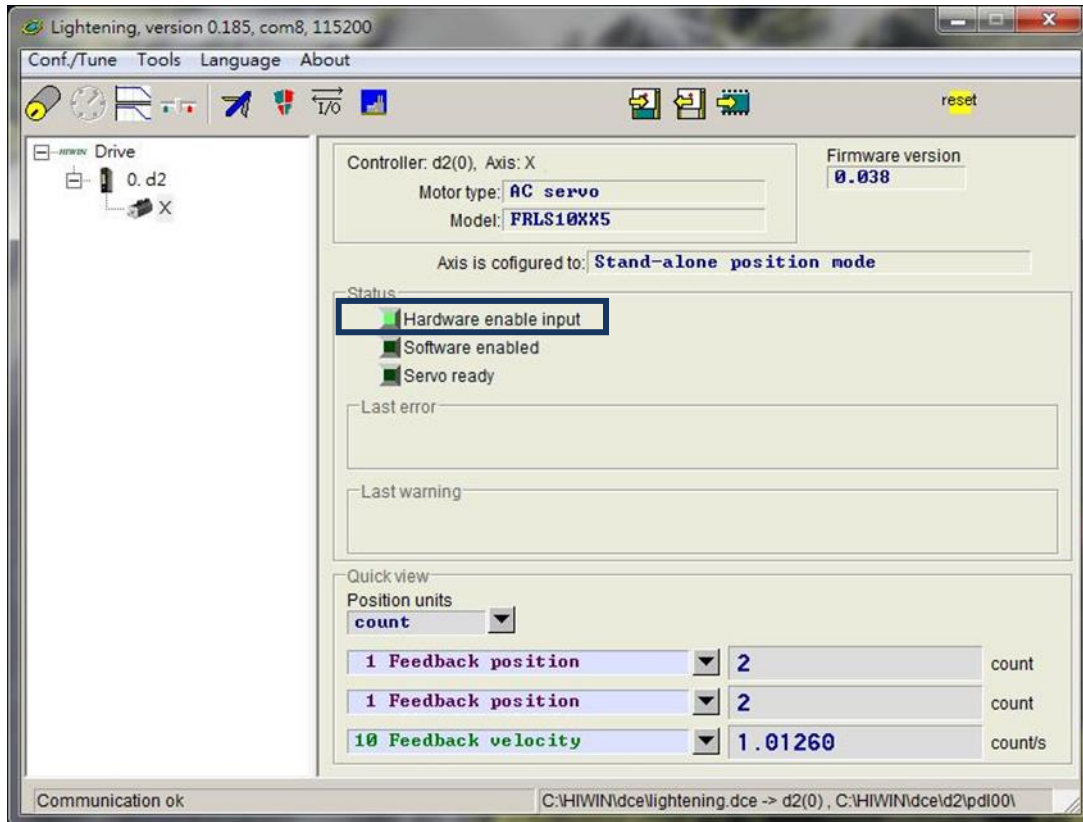 Lightening, version 0.185, com8, 115200
Conf./Tune Tools Language About
I/O
reset
HIWIN Drive
0. d2
X
Controller: d2(0), Axis: X
Firmware version
0.038
Motor type: AC servo
Model: FRLS10XX5
Axis is cofigured to: Stand-alone position mode
Status
Hardware enable input
Software enabled
Servo ready
Last error
Last warning
Quick view
Position units
count
1 Feedback position 2 count
1 Feedback position 2 count
10 Feedback velocity 1.01260 count/s
Communication ok C:\HIWIN\dce\lightening.dce -> d2(0) , C:\HIWIN\dce\d2\pdl00\